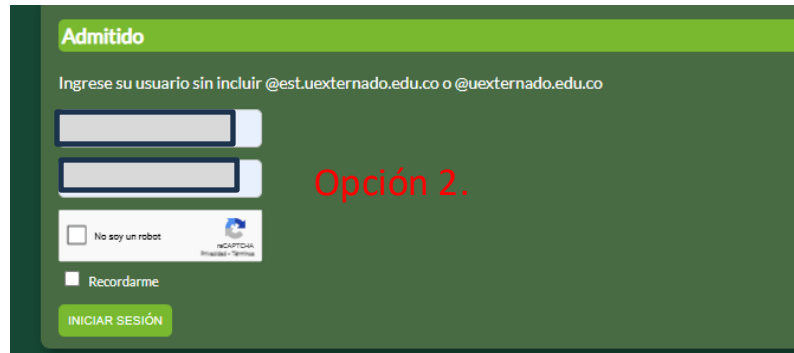 Admitido
Ingrese su usuario sin incluir @est.uexternado.edu.co o @uexternado.edu.co
Opción 2.
No soy un robot
reCAPTCHA
Privacidad - Términos
Recordarme
INICIAR SESIÓN